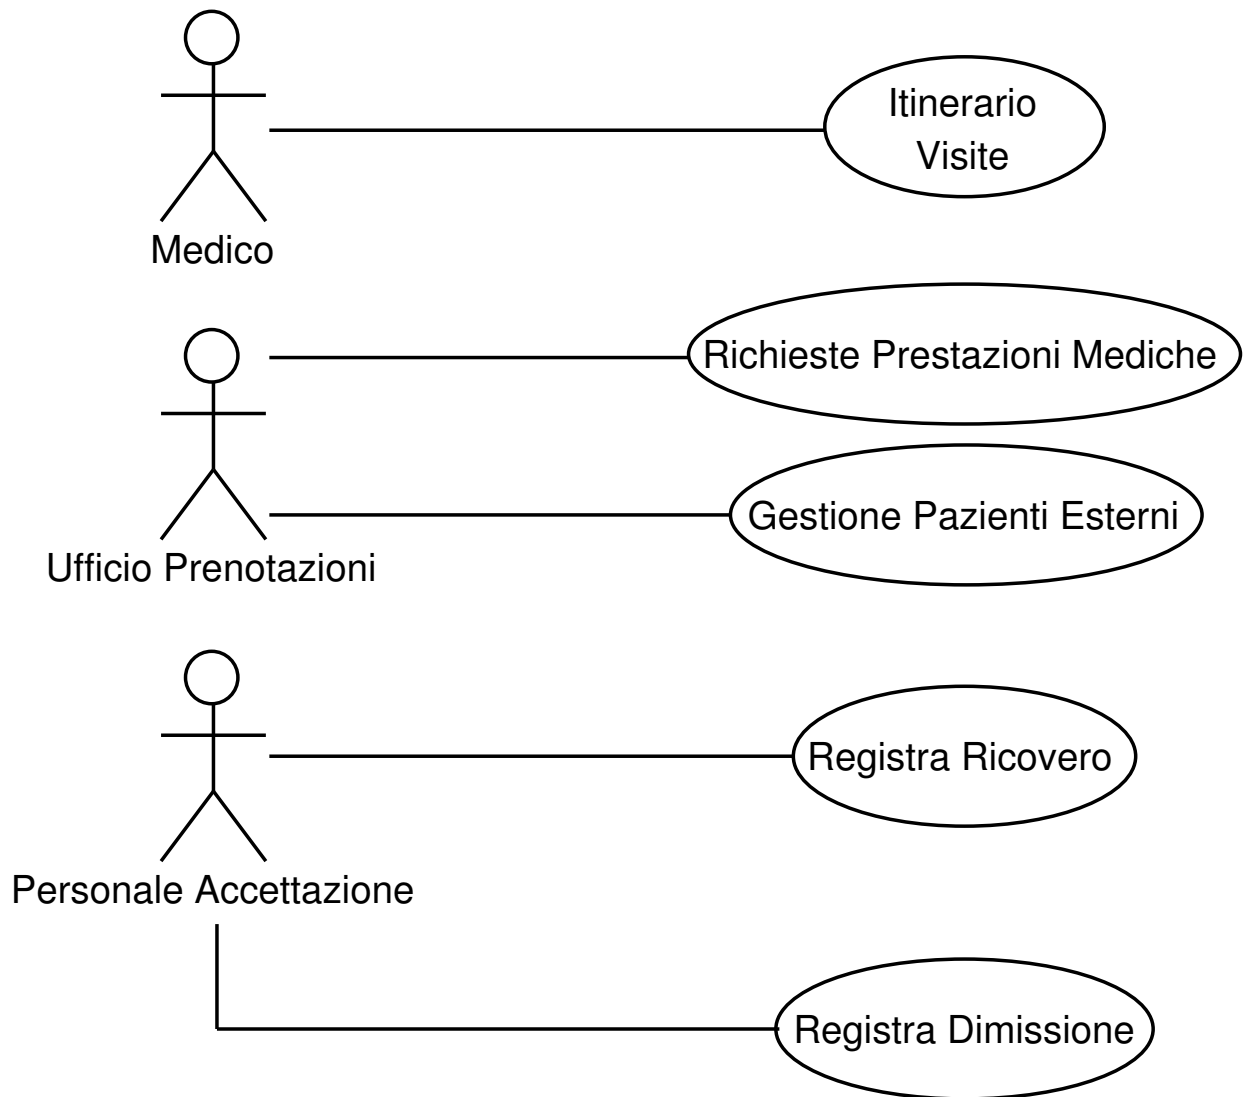 Itinerario
Visite
Medico
Richieste Prestazioni Mediche
Gestione Pazienti Esterni
Ufficio Prenotazioni
Registra Ricovero
Personale Accettazione
Registra Dimissione